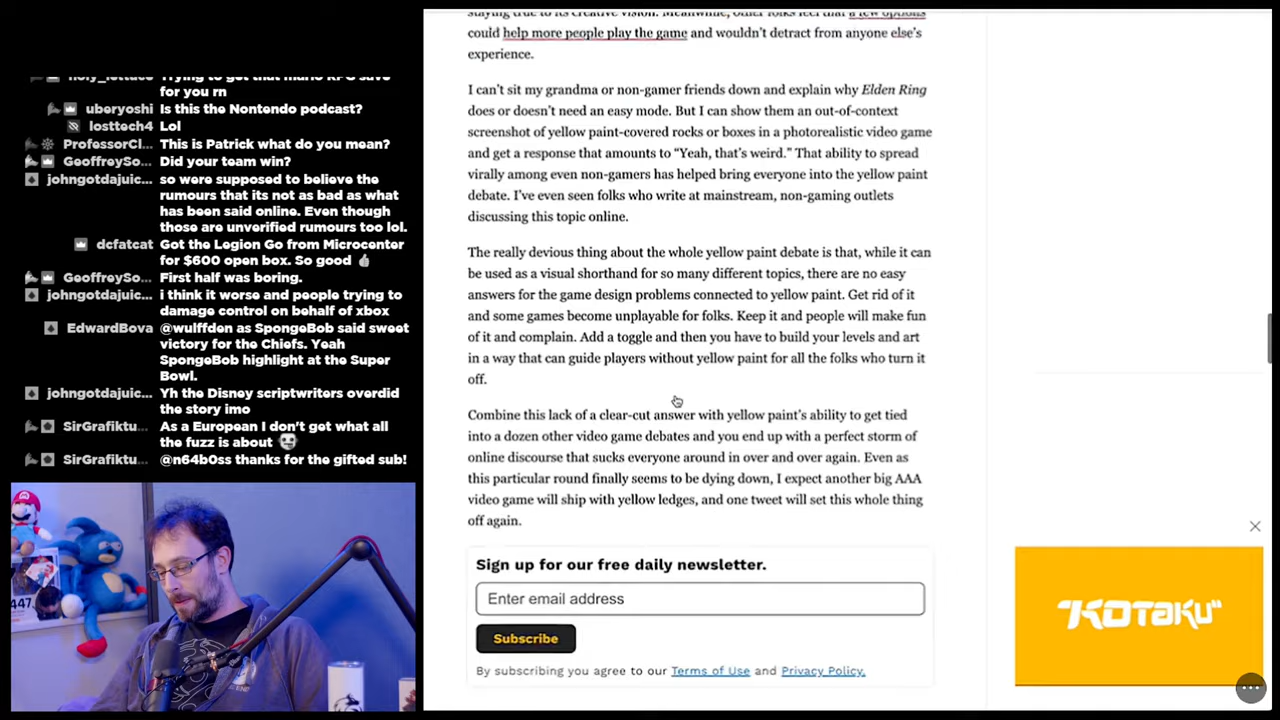 Trying to get that mario RPG save
for you rn
uberyoshi Is this the Nontendo podcast?
losttech4 Lol
ProfessorCl... This is Patrick what do you mean?
GeoffreySo... Did your team win?
johngotdajuic... so were supposed to believe the
rumours that its not as bad as what
has been said online. Even though
those are unverified rumours too lol.
dcfatcat Got the Legion Go from Microcenter
for $600 open box. So good
GeoffreySo... First half was boring.
johngotdajuic... i think it worse and people trying to
damage control on behalf of xbox
EdwardBova @wulffden as SpongeBob said sweet
victory for the Chiefs. Yeah
SpongeBob highlight at the Super
Bowl.
johngotdajuic... Yh the Disney scriptwriters overdid
the story imo
SirGrafiktu... As a European I don't get what all
the fuzz is about
SirGrafiktu... @n64b0ss thanks for the gifted sub!
447.
staying true to its creative vision. Meanwhile, other folks feel that a few options
could help more people play the game and wouldn't detract from anyone else's
experience.
I can't sit my grandma or non-gamer friends down and explain why Elden Ring
does or doesn't need an easy mode. But I can show them an out-of-context
screenshot of yellow paint-covered rocks or boxes in a photorealistic video game
and get a response that amounts to "Yeah, that's weird." That ability to spread
virally among even non-gamers has helped bring everyone into the yellow paint
debate. I've even seen folks who write at mainstream, non-gaming outlets
discussing this topic online.
The really devious thing about the whole yellow paint debate is that, while it can
be used as a visual shorthand for so many different topics, there are no easy
answers for the game design problems connected to yellow paint. Get rid of it
and some games become unplayable for folks. Keep it and people will make fun
of it and complain. Add a toggle and then you have to build your levels and art
in a way that can guide players without yellow paint for all the folks who turn it
off.
Combine this lack of a clear-cut answer with yellow paint's ability to get tied
into a dozen other video game debates and you end up with a perfect storm of
online discourse that sucks everyone around in over and over again. Even as
this particular round finally seems to be dying down, I expect another big AAA
video game will ship with yellow ledges, and one tweet will set this whole thing
off again.
Sign up for our free daily newsletter.
Enter email address
Subscribe
By subscribing you agree to our Terms of Use and Privacy Policy.
"KOTAKU"